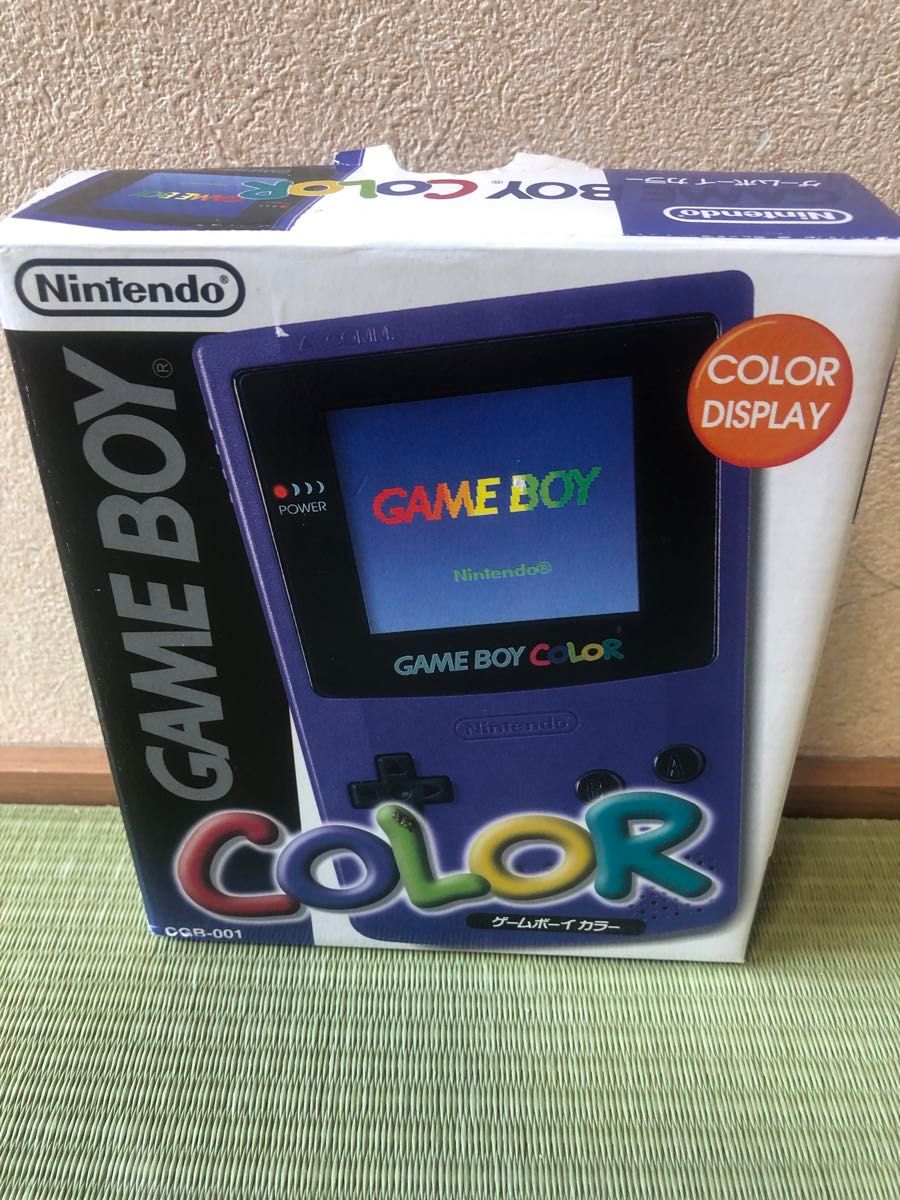 GAME BOY
BOY COLOR®
ゲームボーイ カラー
Nintendo
Nintendo®
GAME BOY®
COMM.
COLOR
DISPLAY
POWER
GAME BOY
Nintendo®
GAME BOY COLOR
Nintendo
A
B
COLOR
ゲームボーイ カラー
CGB-001